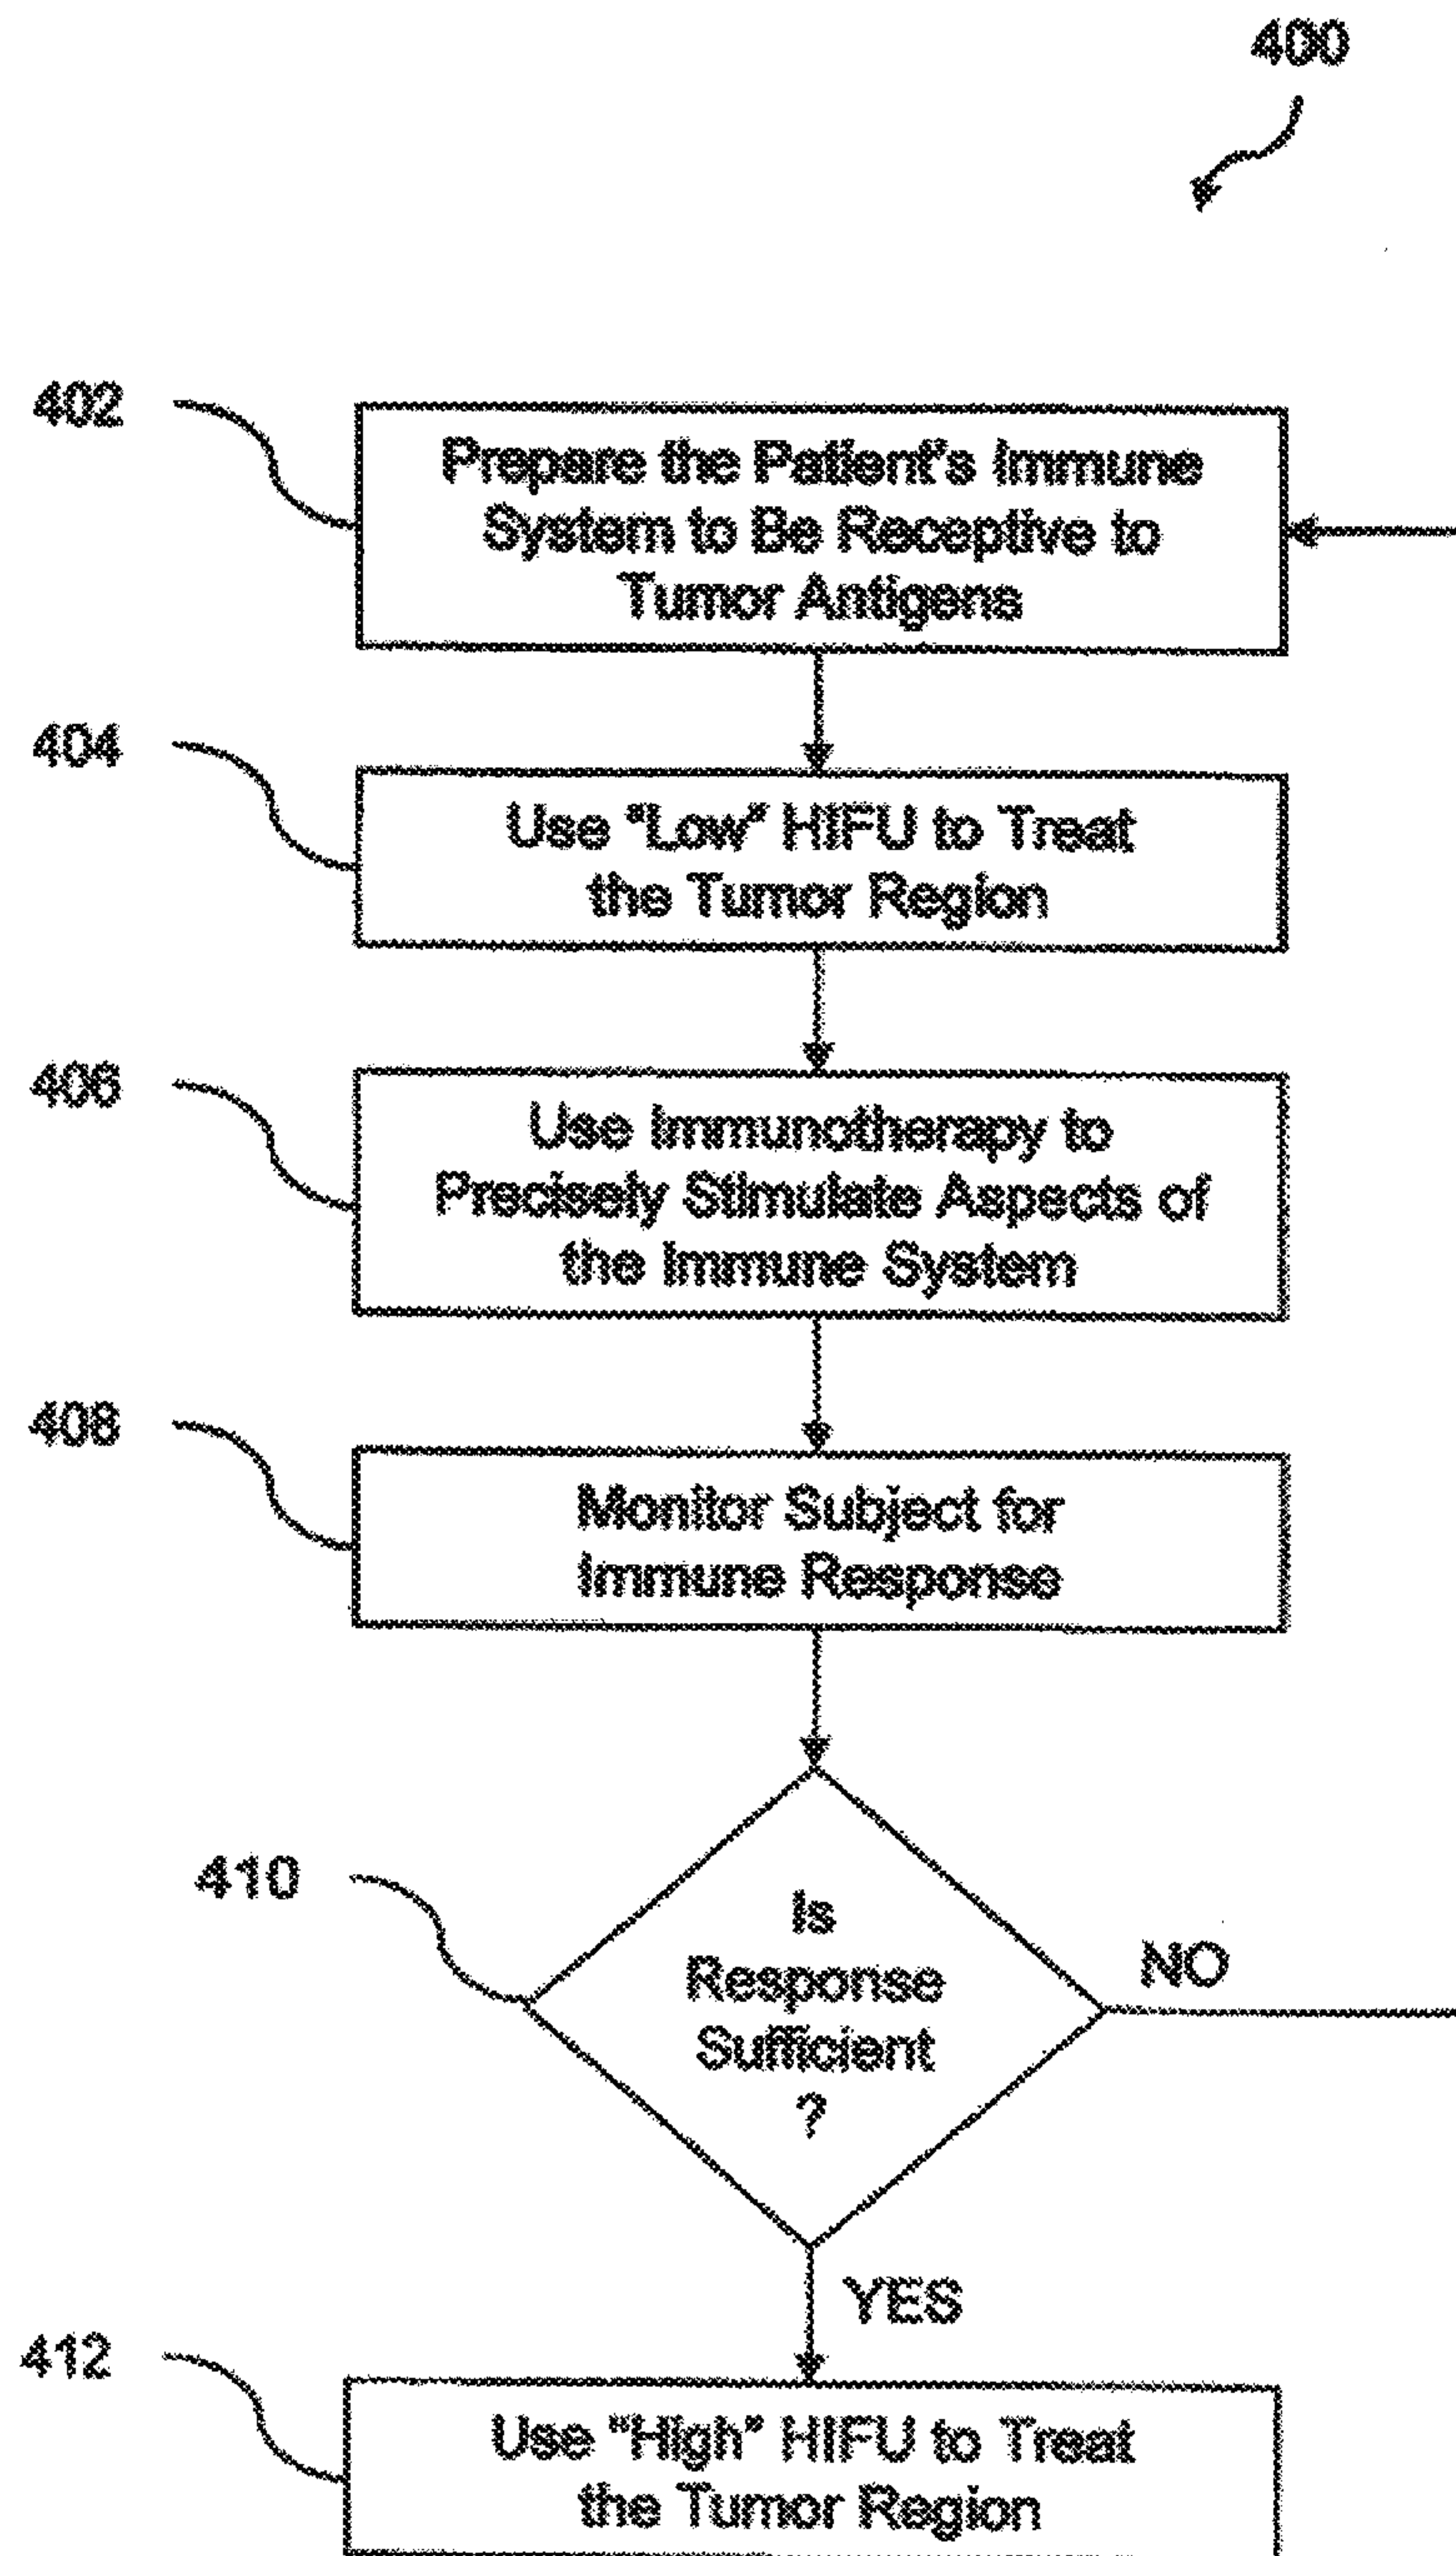 400
402
Prepare the Patient's Immune
System to Be Receptive to
Tumor Antigens
404
Use "Low" HIFU to Treat
the Tumor Region
406
Use Immunotherapy to
Precisely Stimulate Aspects of
the Immune System
408
Monitor Subject for
Immune Response
410
Is
Response
Sufficient
?
NO
YES
412
Use "High" HIFU to Treat
the Tumor Region